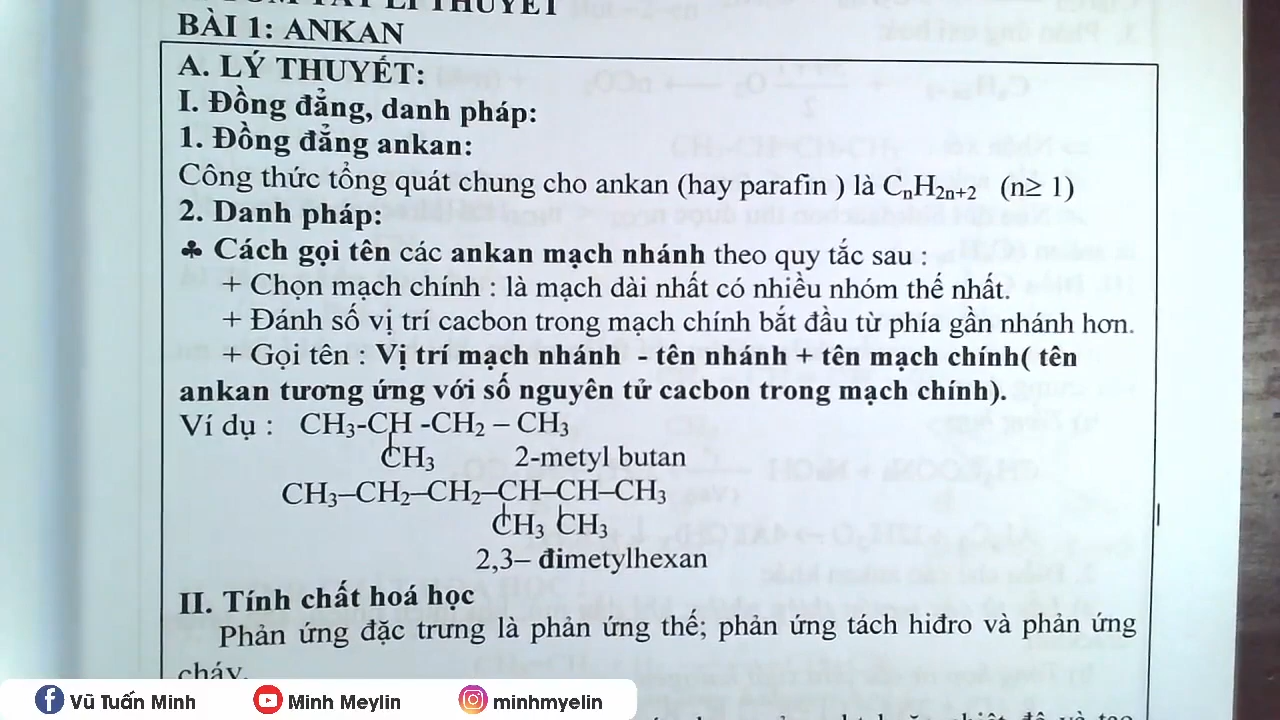 BÀI 1: ANKAN
A. LÝ THUYẾT:
I. Đồng đẳng, danh pháp:
1. Đồng đẳng ankan:
Công thức tổng quát chung cho ankan (hay parafin ) là CₙH₂ₙ₊₂ (n≥ 1)
2. Danh pháp:
♣ Cách gọi tên các ankan mạch nhánh theo quy tắc sau :
+ Chọn mạch chính : là mạch dài nhất có nhiều nhóm thế nhất.
+ Đánh số vị trí cacbon trong mạch chính bắt đầu từ phía gần nhánh hơn.
+ Gọi tên : Vị trí mạch nhánh - tên nhánh + tên mạch chính( tên
ankan tương ứng với số nguyên tử cacbon trong mạch chính).
Ví dụ : CH₃-CH -CH₂ – CH₃
CH₃ 2-metyl butan
CH₃–CH₂–CH₂–CH–CH–CH₃
CH₃ CH₃
2,3– đimetylhexan
II. Tính chất hoá học
Phản ứng đặc trưng là phản ứng thế; phản ứng tách hiđro và phản ứng
cháy.
Vũ Tuấn Minh Minh Meylin minhmyelin